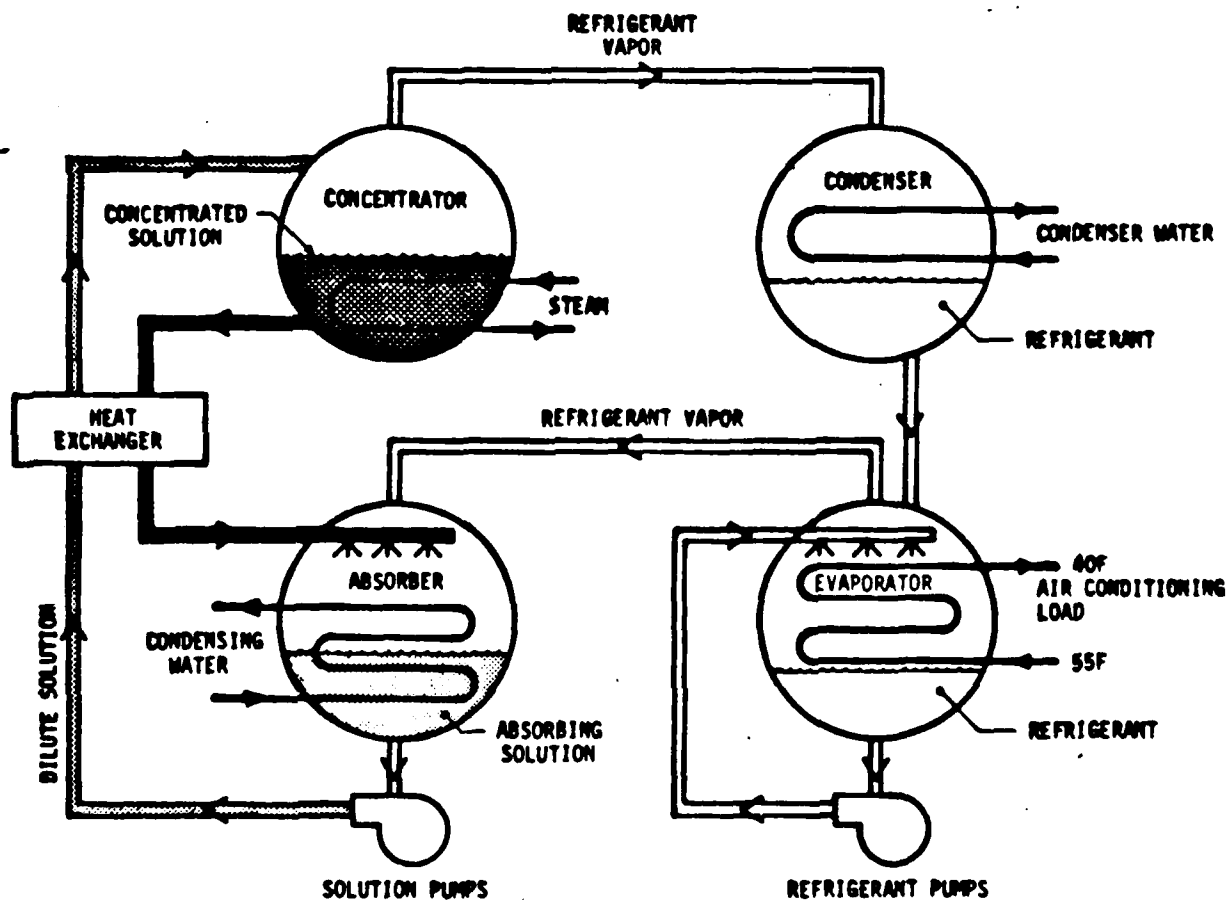 REFRIGERANT
VAPOR
CONCENTRATOR
CONCENTRATED
SOLUTION
STEAM
CONDENSER
CONDENSER WATER
REFRIGERANT
HEAT
EXCHANGER
REFRIGERANT VAPOR
ABSORBER
CONDENSING
WATER
ABSORBING
SOLUTION
DILUTE SOLUTION
EVAPORATOR
40F
AIR CONDITIONING
LOAD
55F
REFRIGERANT
SOLUTION PUMPS
REFRIGERANT PUMPS